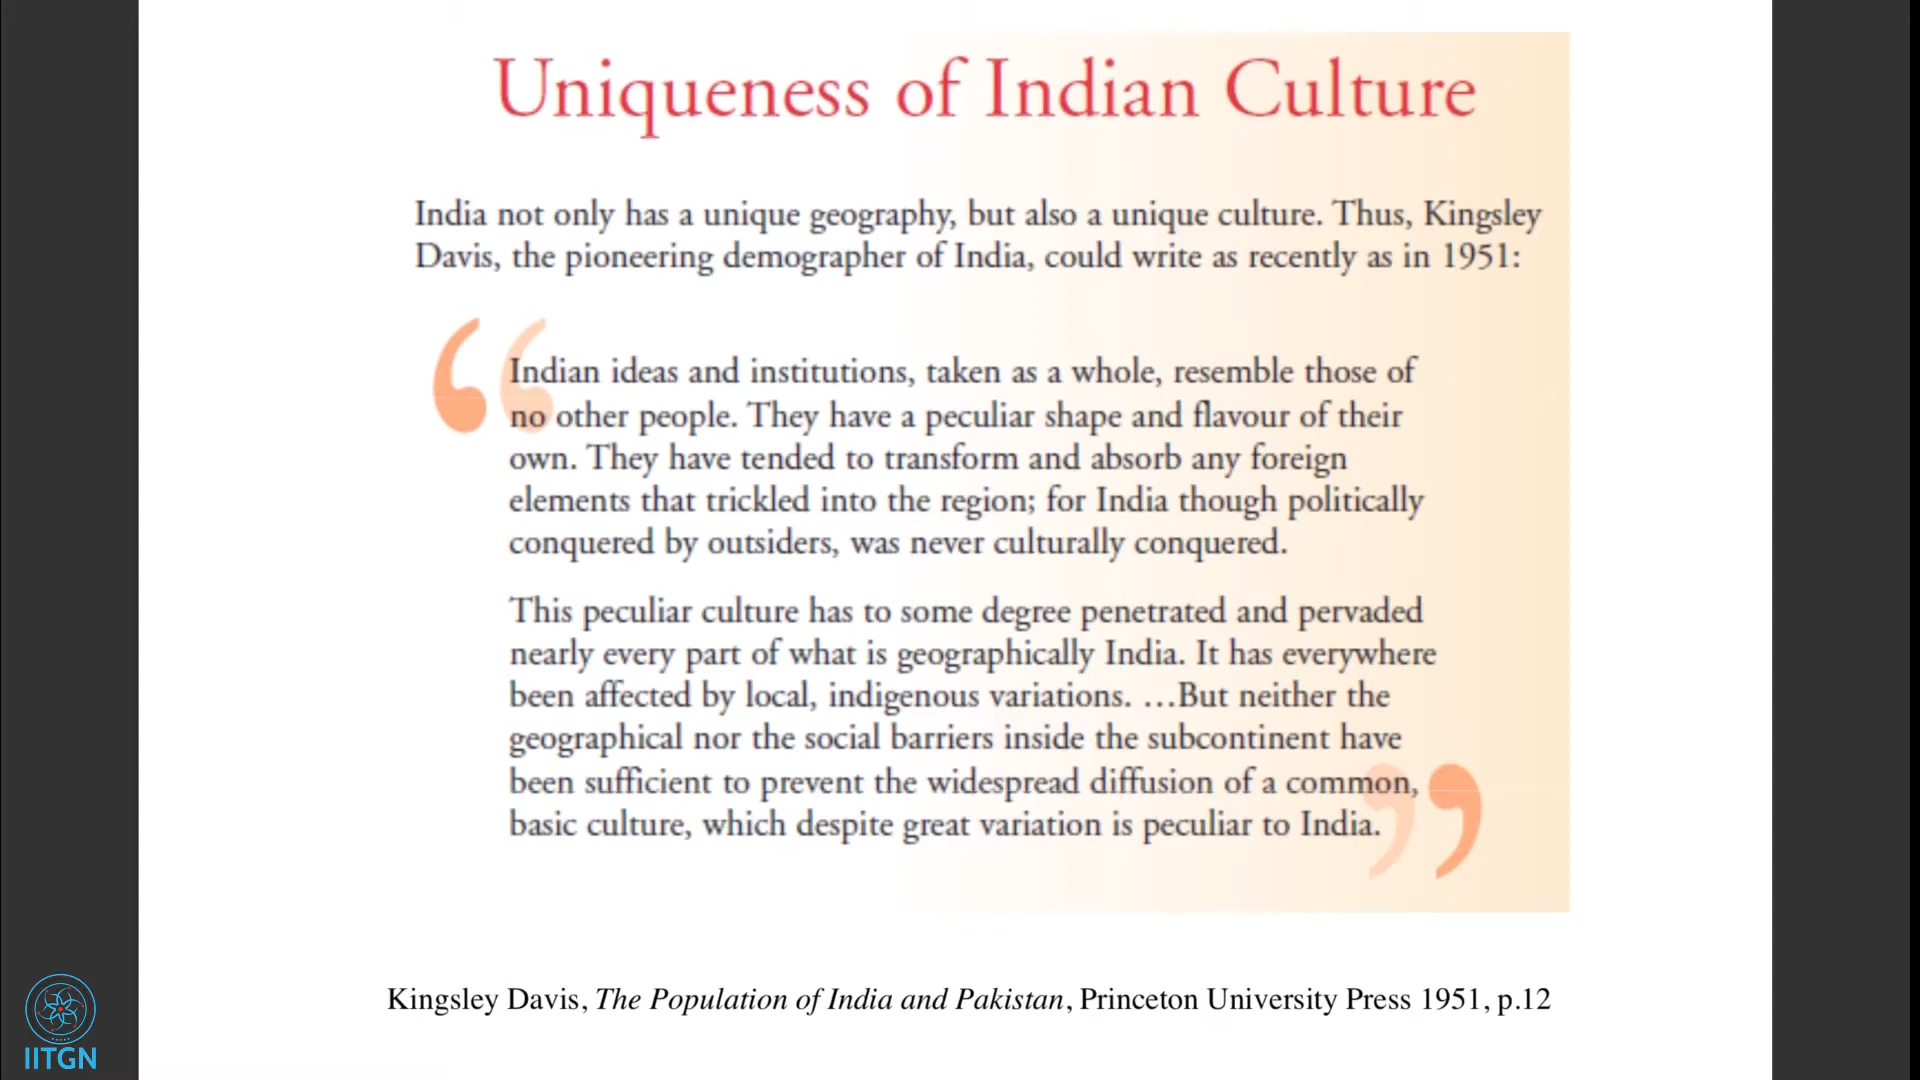 Uniqueness of Indian Culture
India not only has a unique geography, but also a unique culture. Thus, Kingsley
Davis, the pioneering demographer of India, could write as recently as in 1951:
“Indian ideas and institutions, taken as a whole, resemble those of
no other people. They have a peculiar shape and flavour of their
own. They have tended to transform and absorb any foreign
elements that trickled into the region; for India though politically
conquered by outsiders, was never culturally conquered.
This peculiar culture has to some degree penetrated and pervaded
nearly every part of what is geographically India. It has everywhere
been affected by local, indigenous variations. …But neither the
geographical nor the social barriers inside the subcontinent have
been sufficient to prevent the widespread diffusion of a common,
basic culture, which despite great variation is peculiar to India.”
Kingsley Davis, The Population of India and Pakistan, Princeton University Press 1951, p.12
IITGN